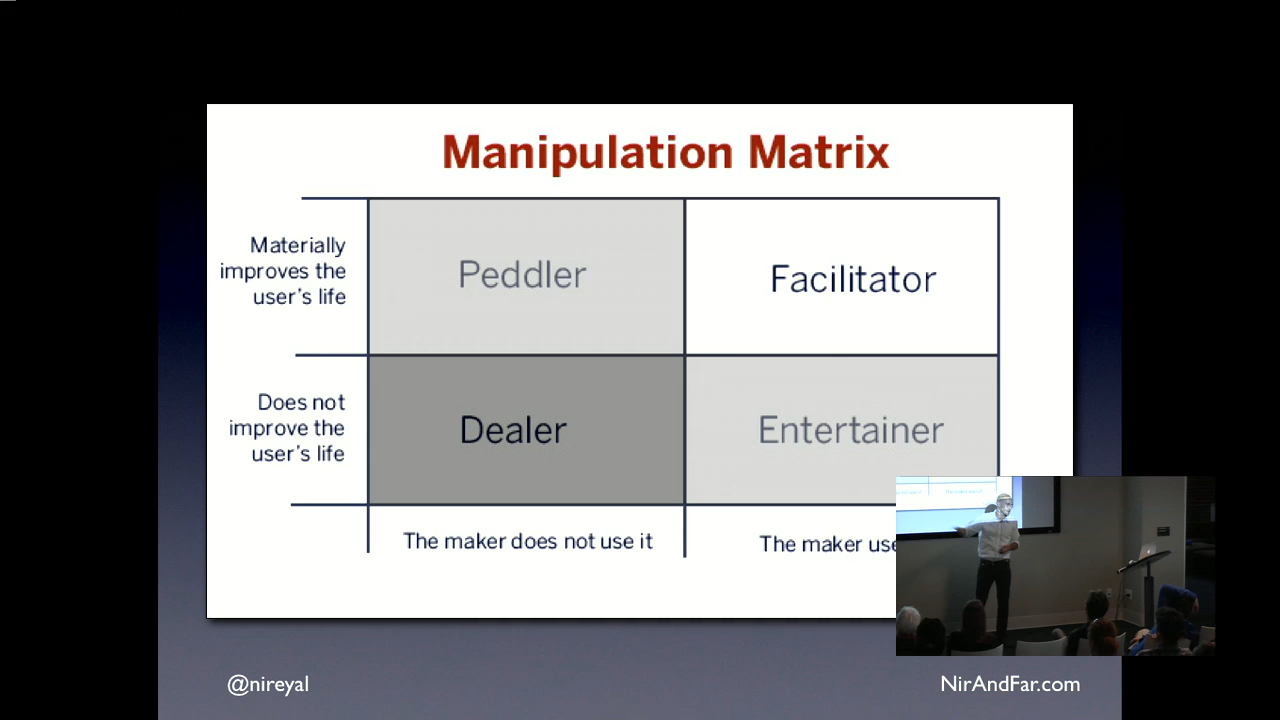 Manipulation Matrix
Materially
improves the
user's life
Peddler
Facilitator
Does not
improve the
user's life
Dealer
Entertainer
The maker does not use it
The maker use
@nireyal
NirAndFar.com